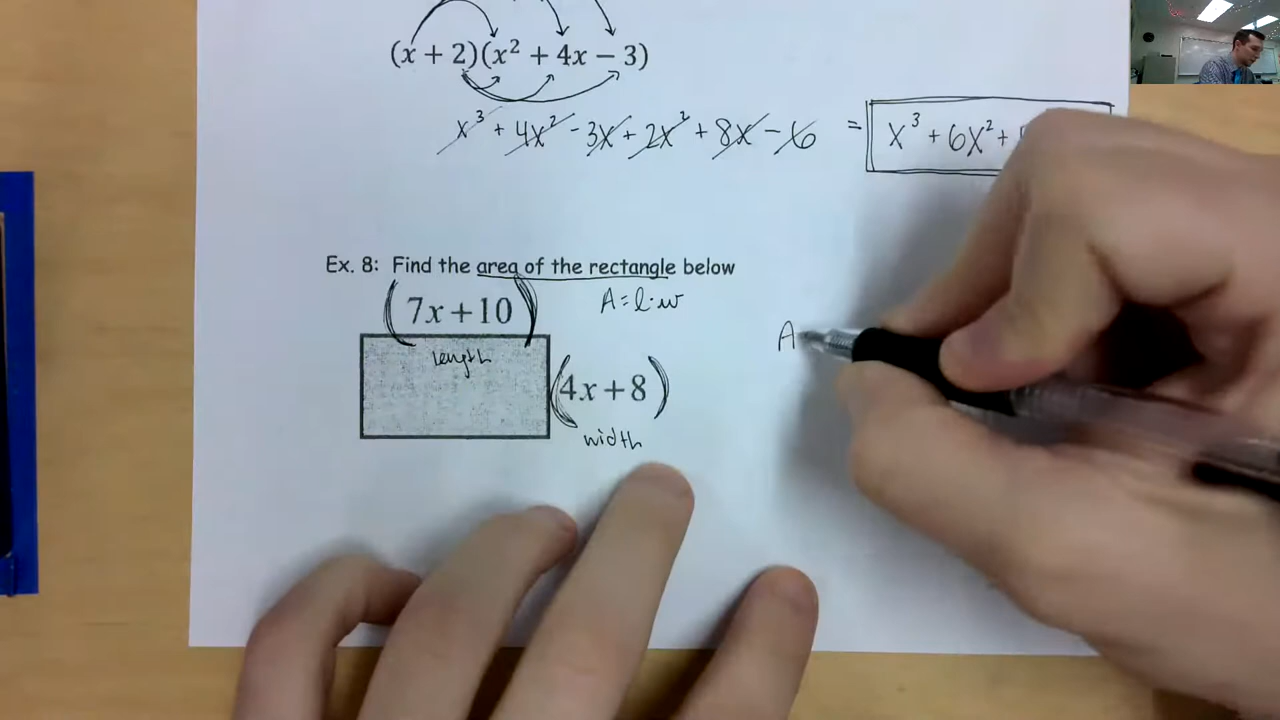 (x + 2)(x² + 4x − 3)
x³ + 4x² - 3x + 2x² + 8x - 6 = x³ + 6x² +
Ex. 8: Find the area of the rectangle below
7x + 10
A = l·w
length
A
4x + 8
width